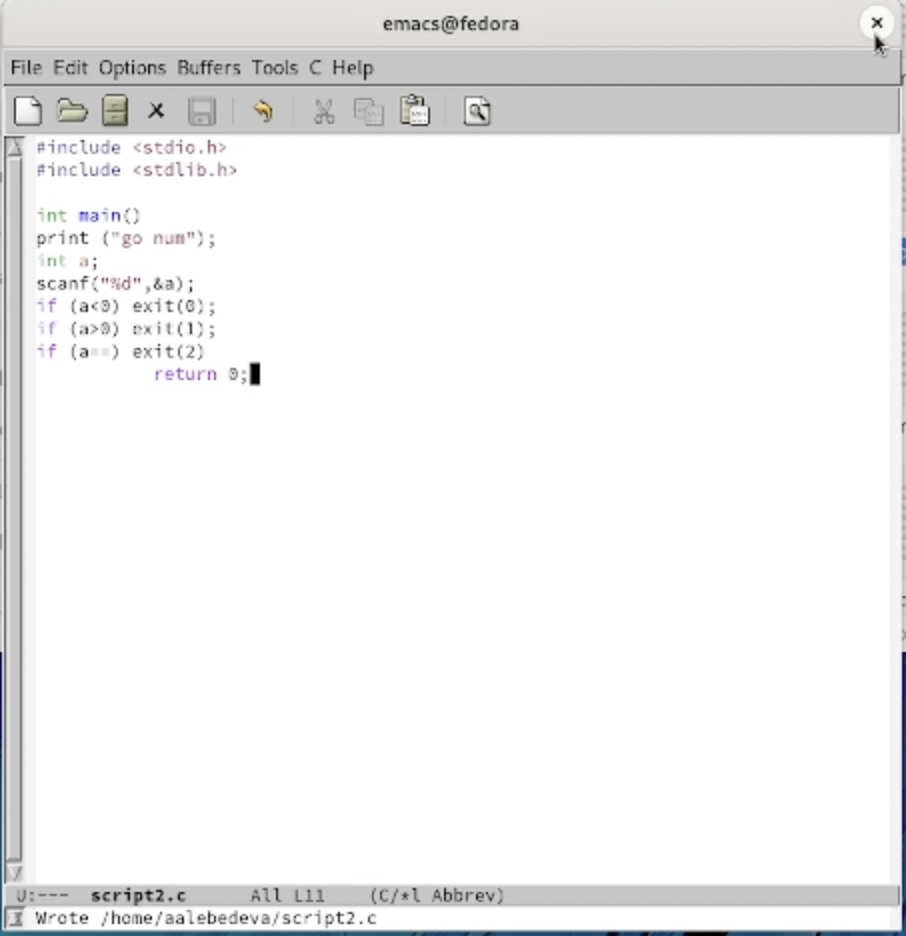 emacs@fedora
File Edit Options Buffers Tools C Help
#include <stdio.h>
#include <stdlib.h>
int main()
print ("go num");
int a;
scanf("%d",&a);
if (a<0) exit(0);
if (a>0) exit(1);
if (a==) exit(2)
return 0;
U:--- script2.c All L11 (C/*l Abbrev)
Wrote /home/aalebedeva/script2.c